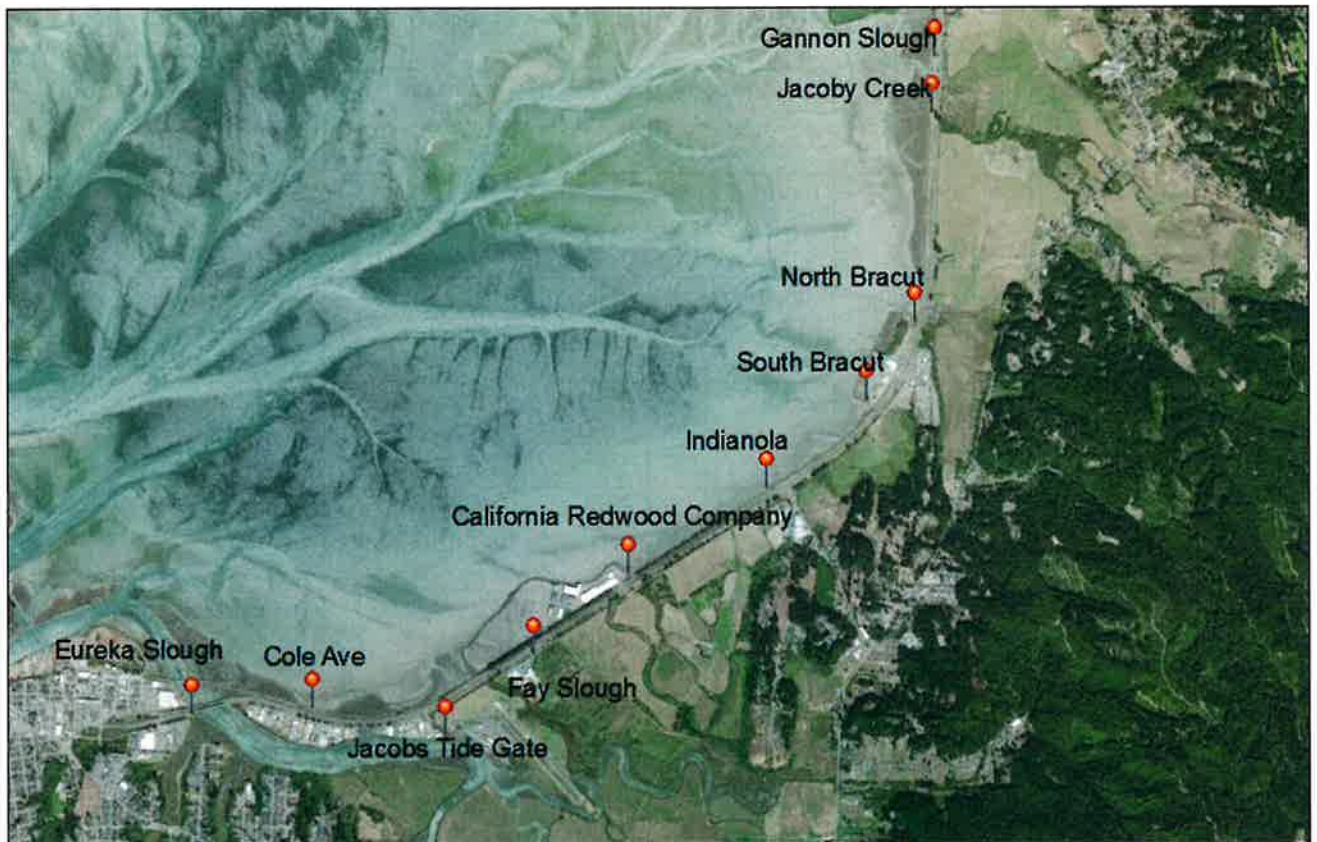 Gannon Slough
Jacoby Creek
North Bracut
South Bracut
Indianola
California Redwood Company
Eureka Slough
Cole Ave
Fay Slough
Jacobs Tide Gate